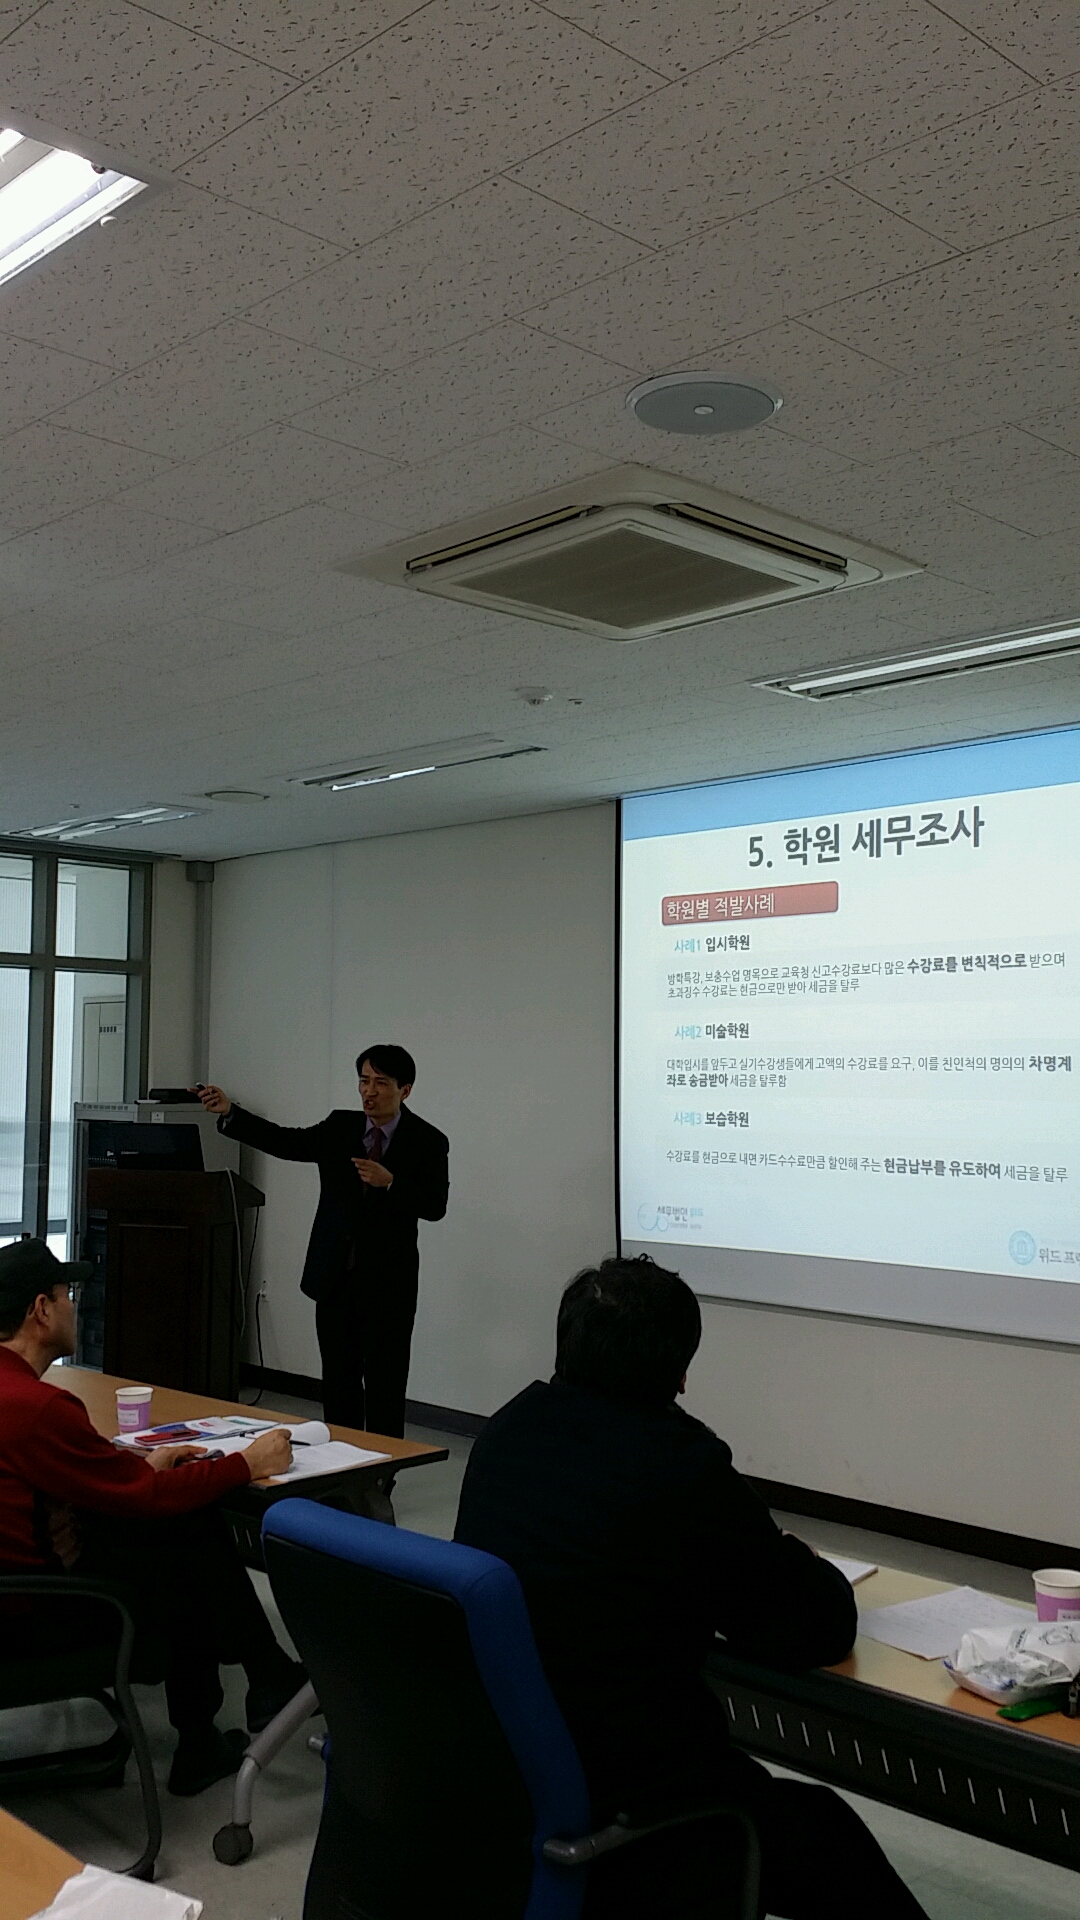 5. 학원 세무조사
학원별 적발사례
사례1 입시학원
방학특강, 보충수업 명목으로 교육청 신고수강료보다 많은 수강료를 변칙적으로 받으며
초과징수 수강료는 현금으로만 받아 세금을 탈루
사례2 미술학원
대학입시를 앞두고 실기수강생들에게 고액의 수강료를 요구, 이를 친인척의 명의의 차명계
좌로 송금받아 세금을 탈루함
사례3 보습학원
수강료를 현금으로 내면 카드수수료만큼 할인해 주는 현금납부를 유도하여 세금을 탈루
세무법인
위드